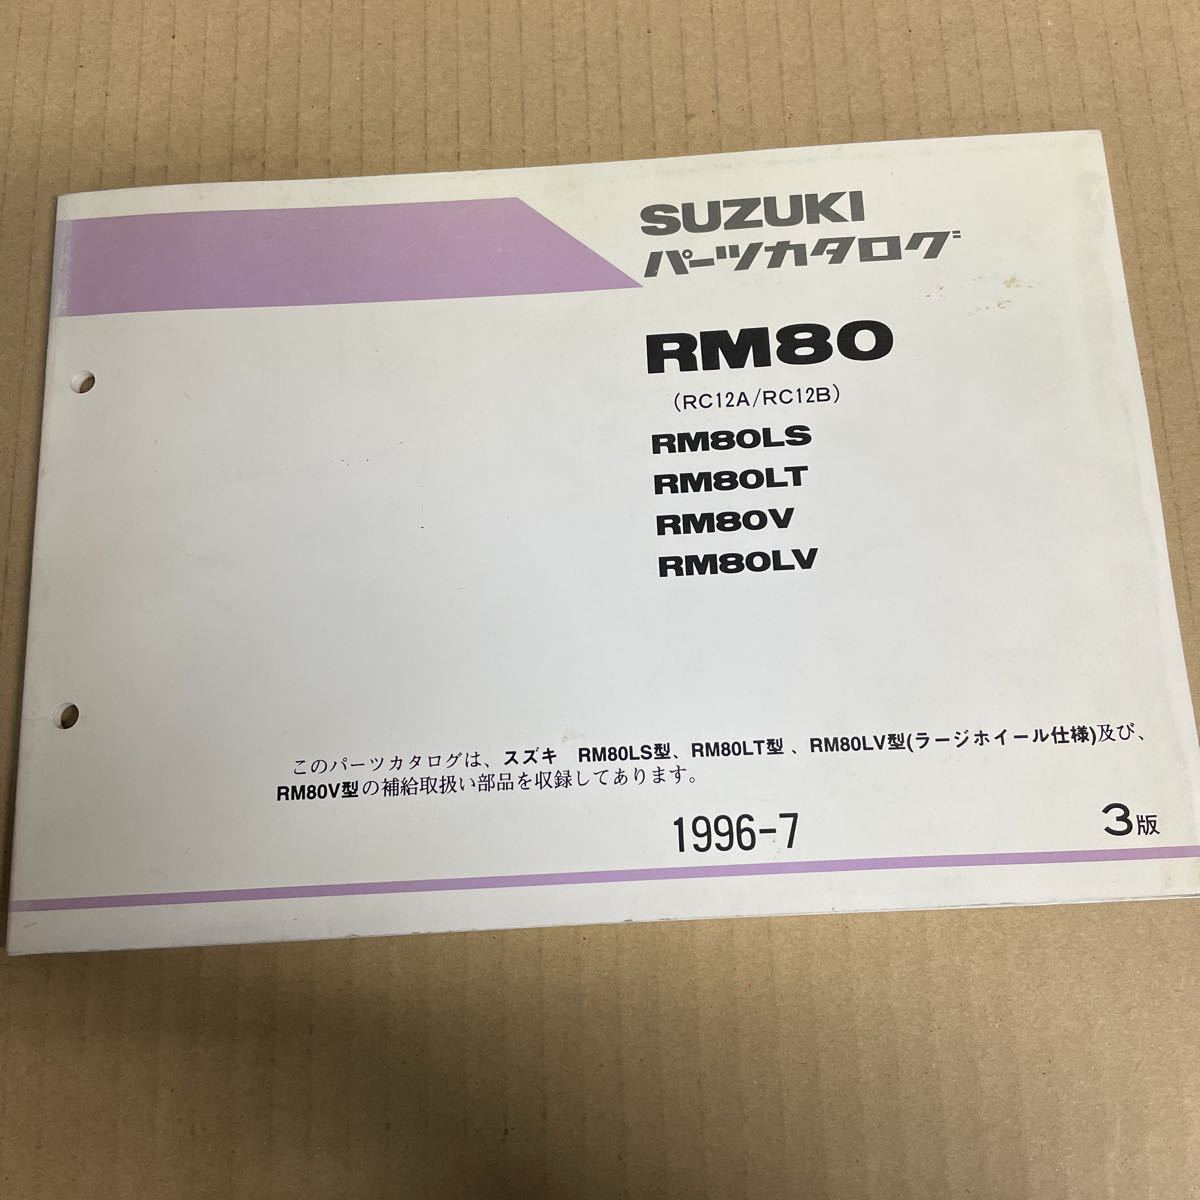 SUZUKI
パーツカタログ
RM80
(RC12A/RC12B)
RM80LS
RM80LT
RM80V
RM80LV
このパーツカタログは、スズキ RM80LS型、RM80LT型、RM80LV型(ラージホイール仕様)及び、
RM80V型の補給取扱い部品を収録してあります。
1996-7
3版